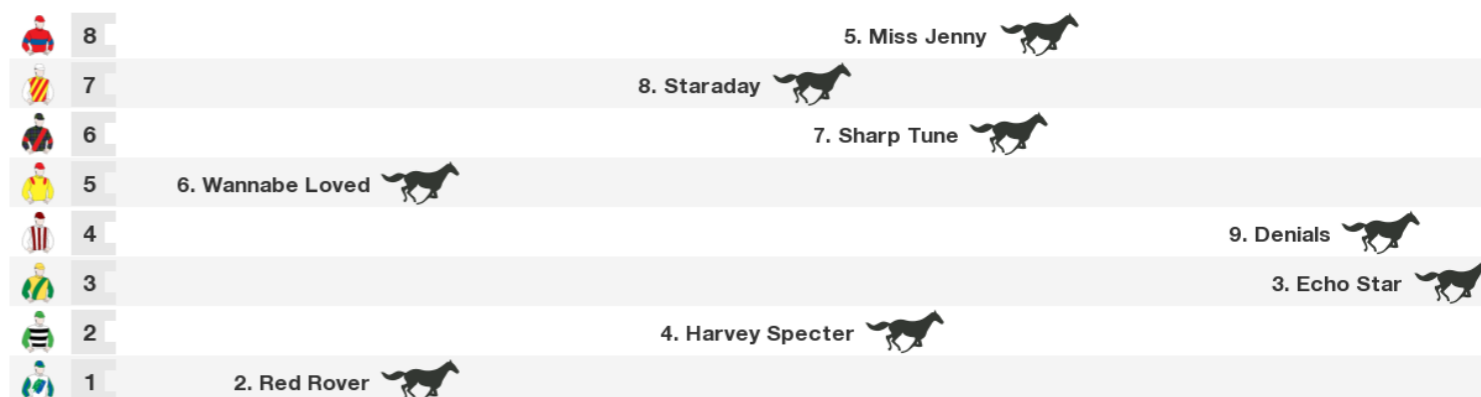 8 5. Miss Jenny
7 8. Staraday
6 7. Sharp Tune
5 6. Wannabe Loved
4 9. Denials
3 3. Echo Star
2 4. Harvey Specter
1 2. Red Rover